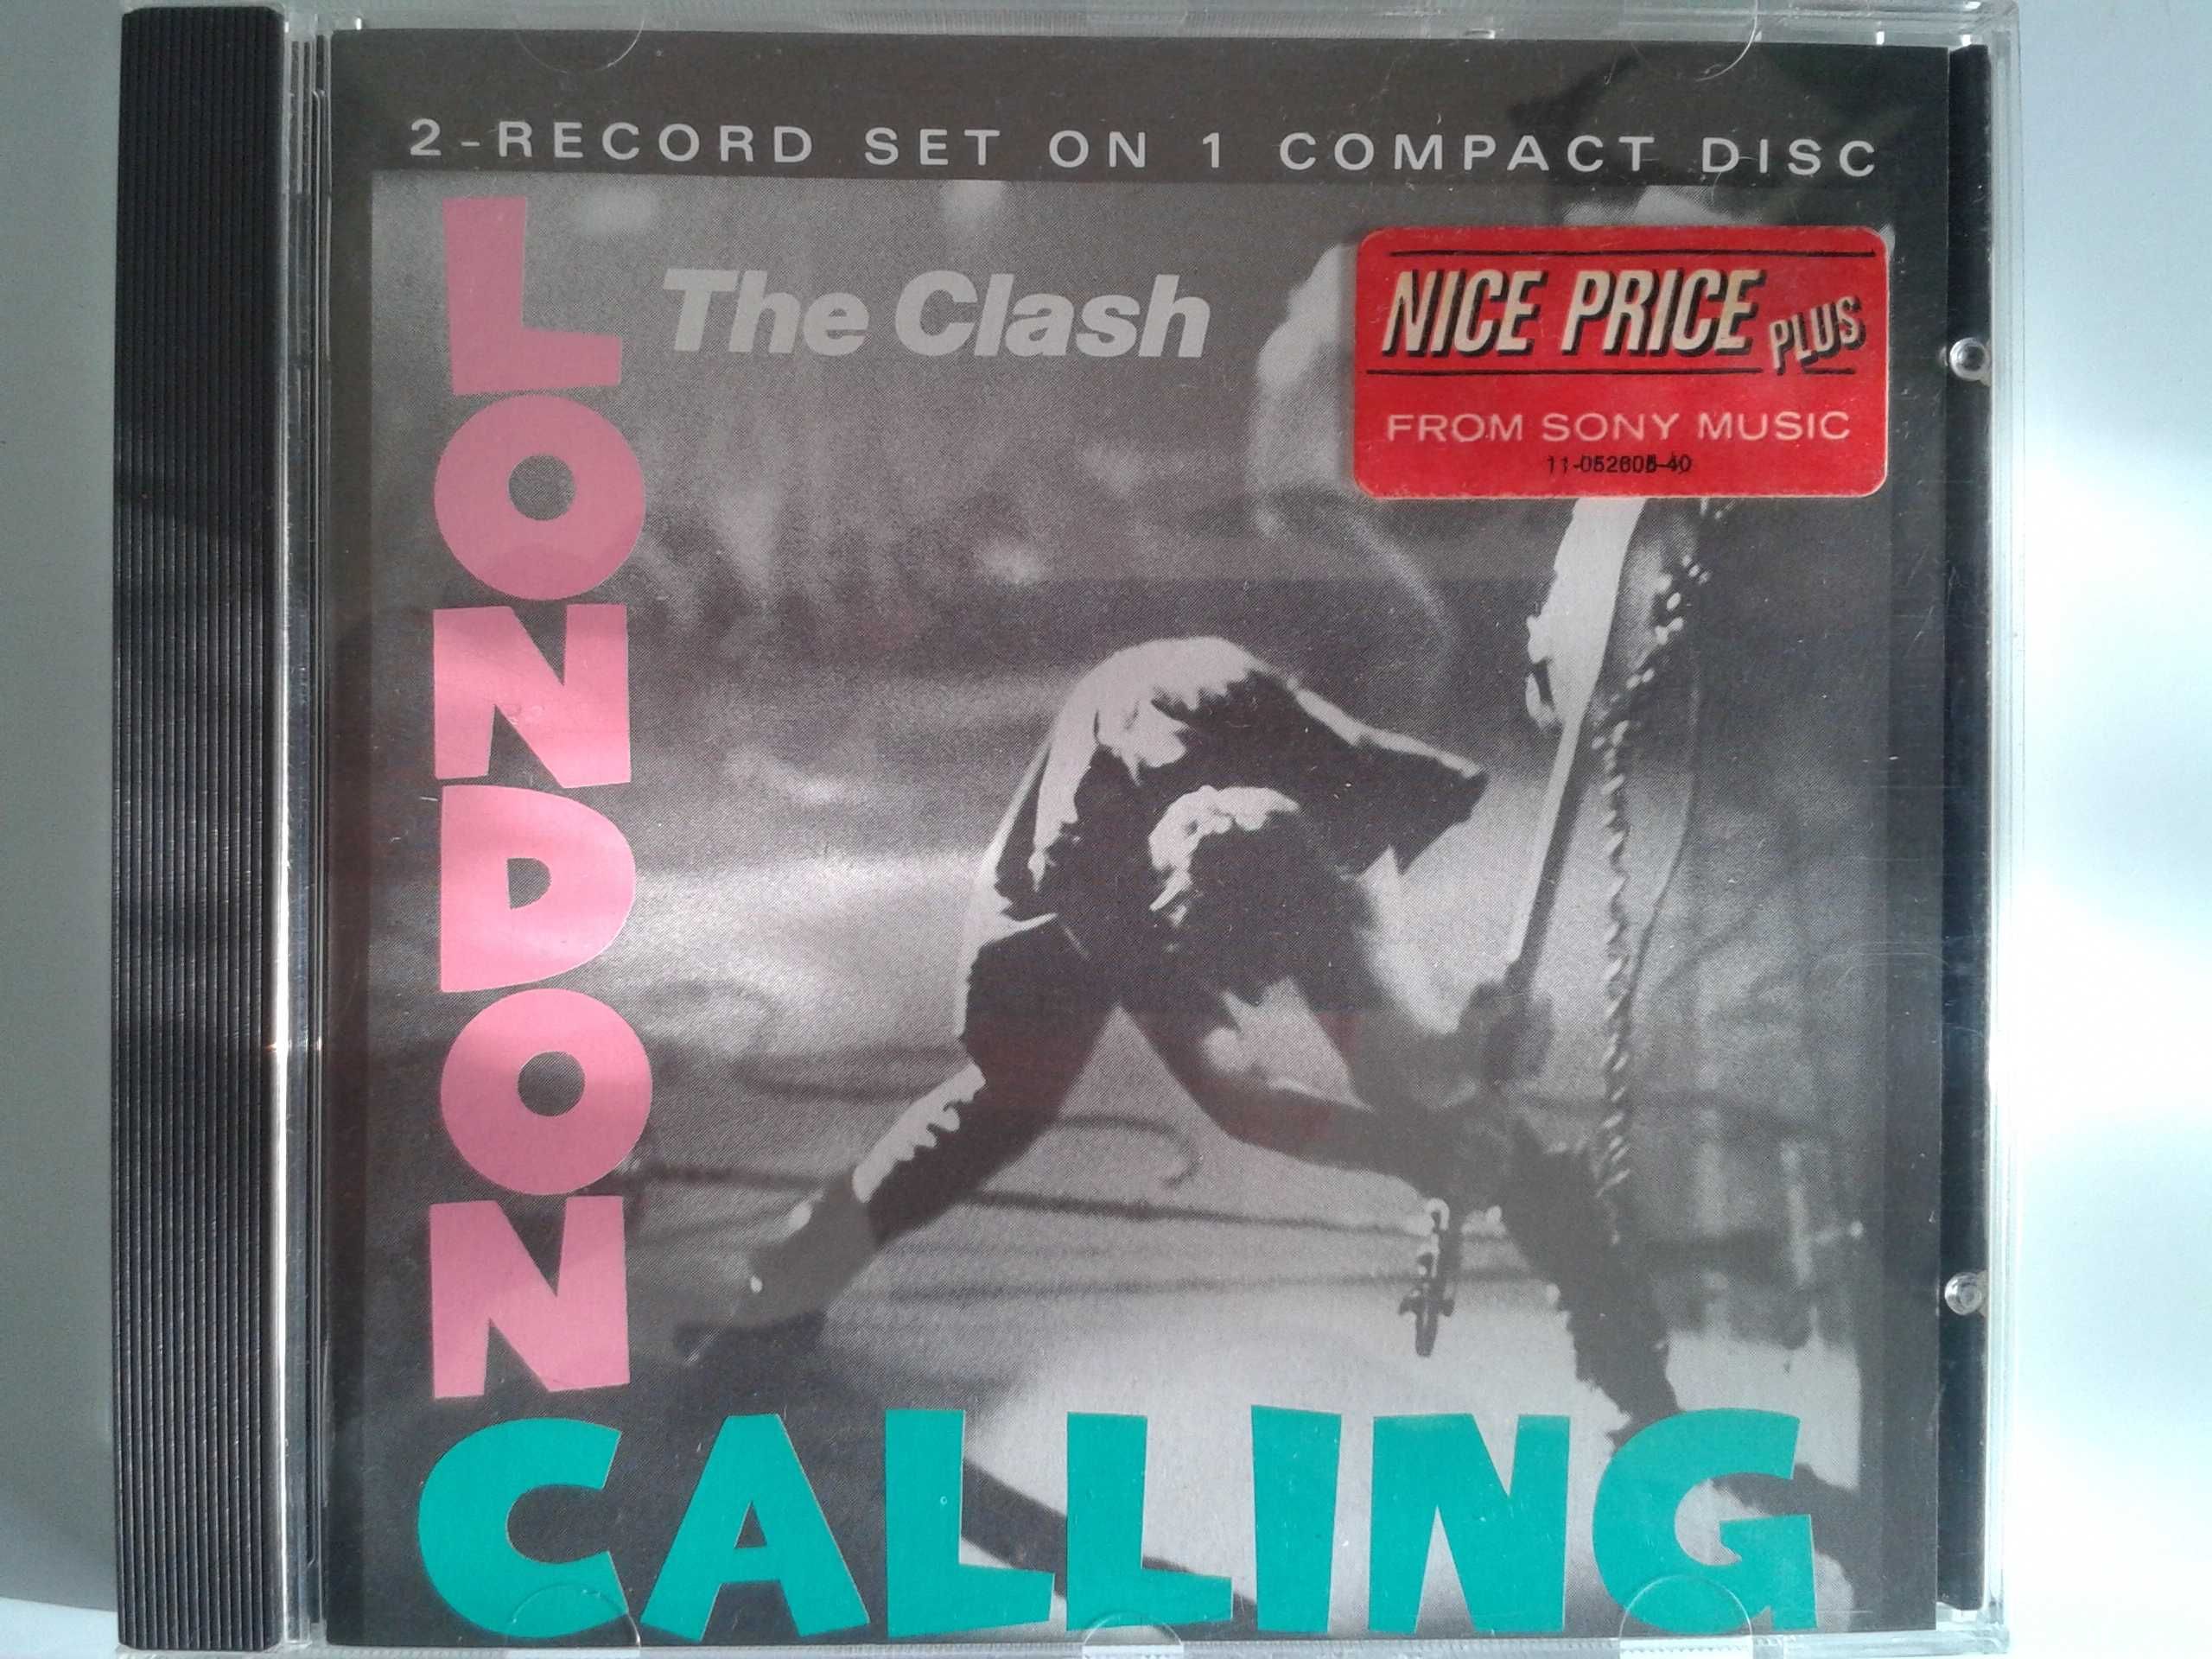 2-RECORD SET ON 1 COMPACT DISC
The Clash
LONDON
CALLING
NICE PRICE PLUS
FROM SONY MUSIC